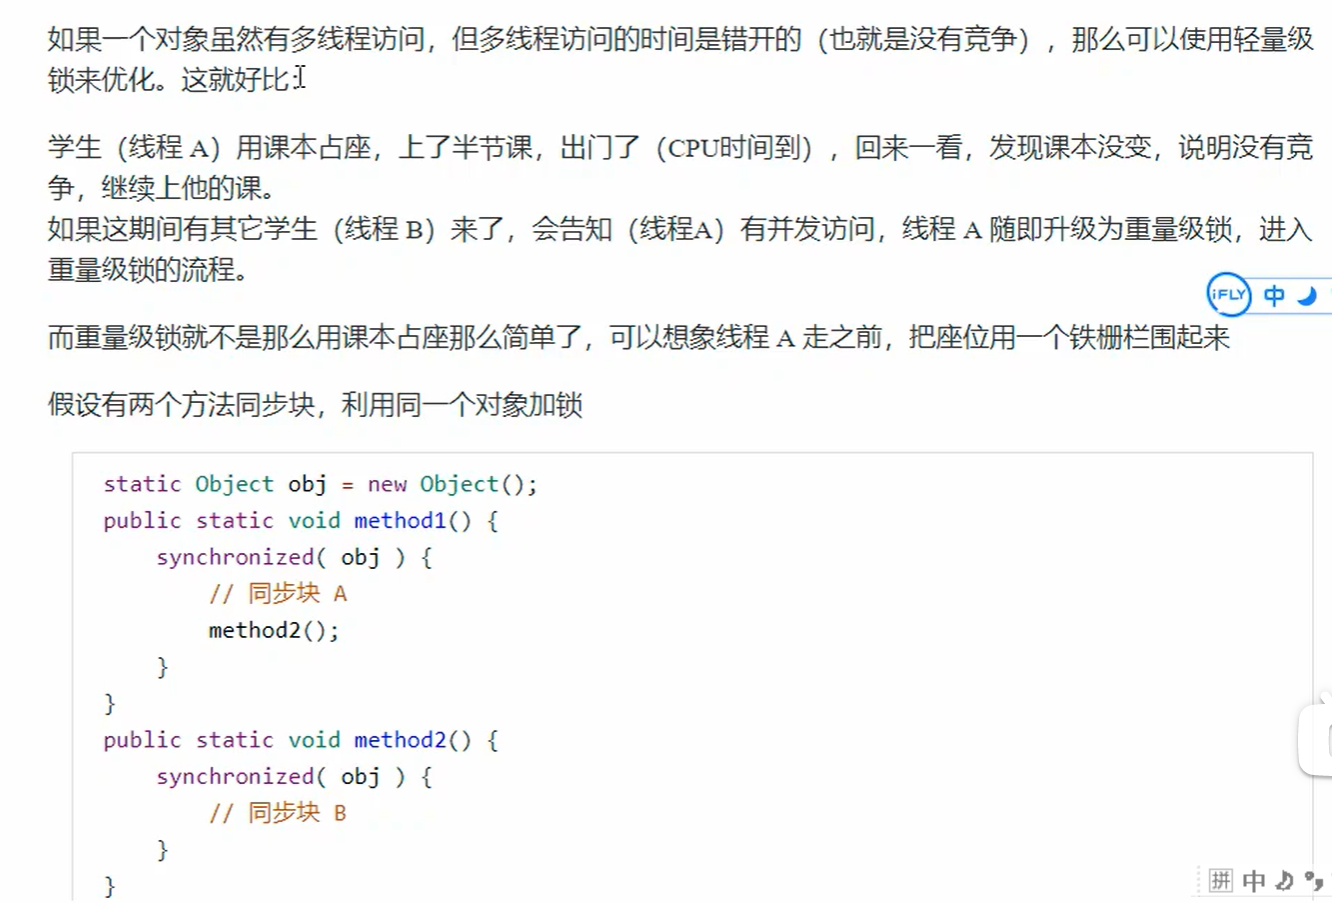 如果一个对象虽然有多线程访问，但多线程访问的时间是错开的（也就是没有竞争），那么可以使用轻量级
锁来优化。这就好比：
学生（线程 A）用课本占座，上了半节课，出门了（CPU时间到），回来一看，发现课本没变，说明没有竞
争，继续上他的课。
如果这期间有其它学生（线程 B）来了，会告知（线程A）有并发访问，线程 A 随即升级为重量级锁，进入
重量级锁的流程。
iFLY 中
而重量级锁就不是那么用课本占座那么简单了，可以想象线程 A 走之前，把座位用一个铁栅栏围起来
假设有两个方法同步块，利用同一个对象加锁
static Object obj = new Object();
public static void method1() {
    synchronized( obj ) {
        // 同步块 A
        method2();
    }
}
public static void method2() {
    synchronized( obj ) {
        // 同步块 B
    }
}
拼 中